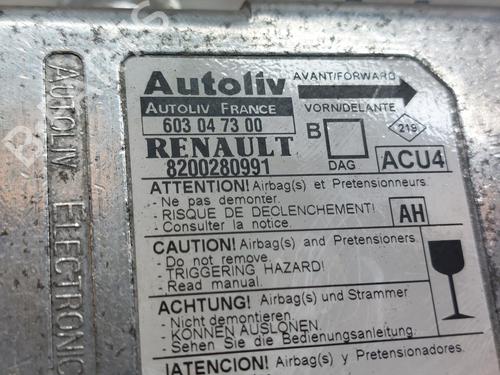 Autoliv
AUTOLIV FRANCE
603 04 73 00
RENAULT
8200280991
AVANT/FORWARD
VORN/DELANTE
B
DAG
219
ACU4
ATTENTION! Airbag(s) et Pretensionneurs.
- Ne pas demonter.
- RISQUE DE DECLENCHEMENT!
- Consulter la notice.
AH
CAUTION! Airbag(s) and Pretensioners
- Do not remove.
- TRIGGERING HAZARD!
- Read manual.
ACHTUNG! Airbag(s) und Strammer
- Nicht demontieren.
- KONNEN AUSLONEN.
- Sehen Sie die Bedienungsanleitung.
¡ATENCION! Airbag(s) y Pretensionadores
AUTOLIV ELECTRONIC